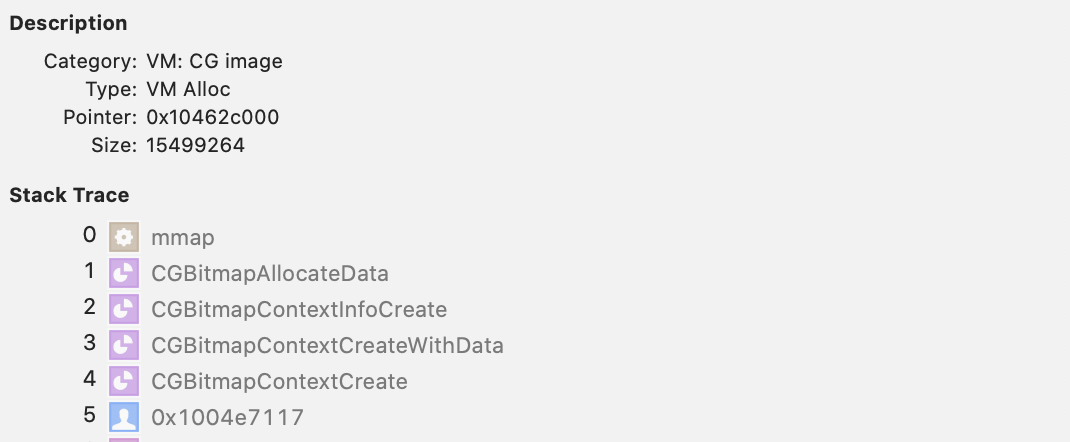 Description
Category: VM: CG image
Type: VM Alloc
Pointer: 0x10462c000
Size: 15499264
Stack Trace
0 mmap
1 CGBitmapAllocateData
2 CGBitmapContextInfoCreate
3 CGBitmapContextCreateWithData
4 CGBitmapContextCreate
5 0x1004e7117